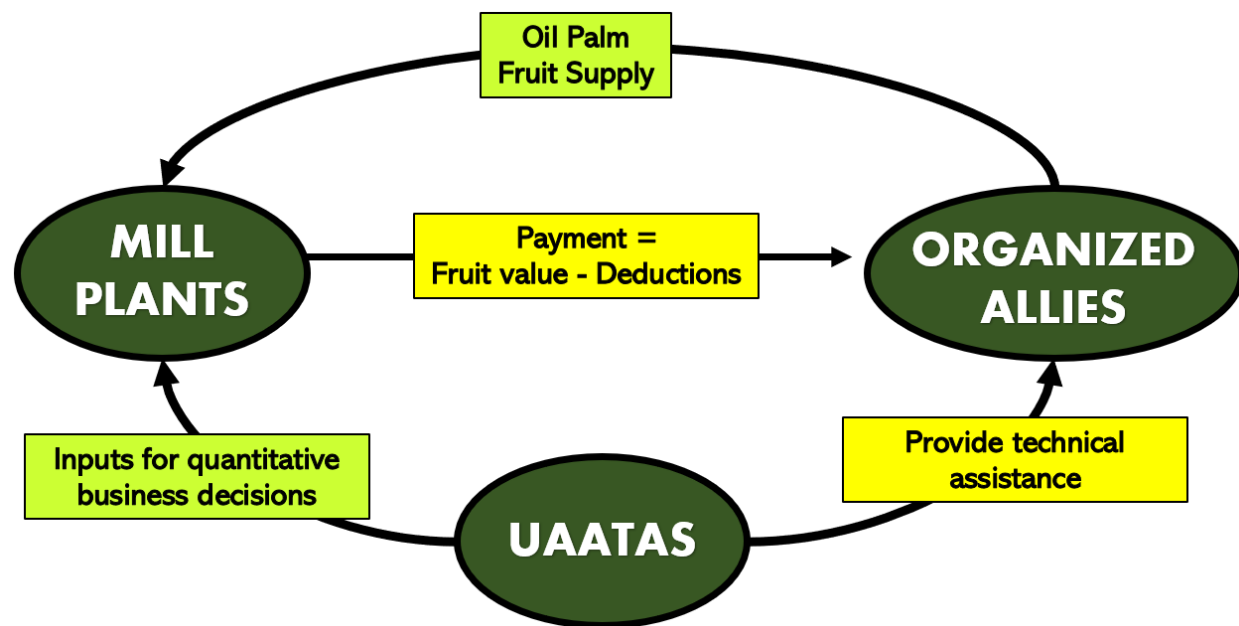 Oil Palm
Fruit Supply
MILL
PLANTS
Payment =
Fruit value - Deductions
ORGANIZED
ALLIES
Inputs for quantitative
business decisions
Provide technical
assistance
UAATAS